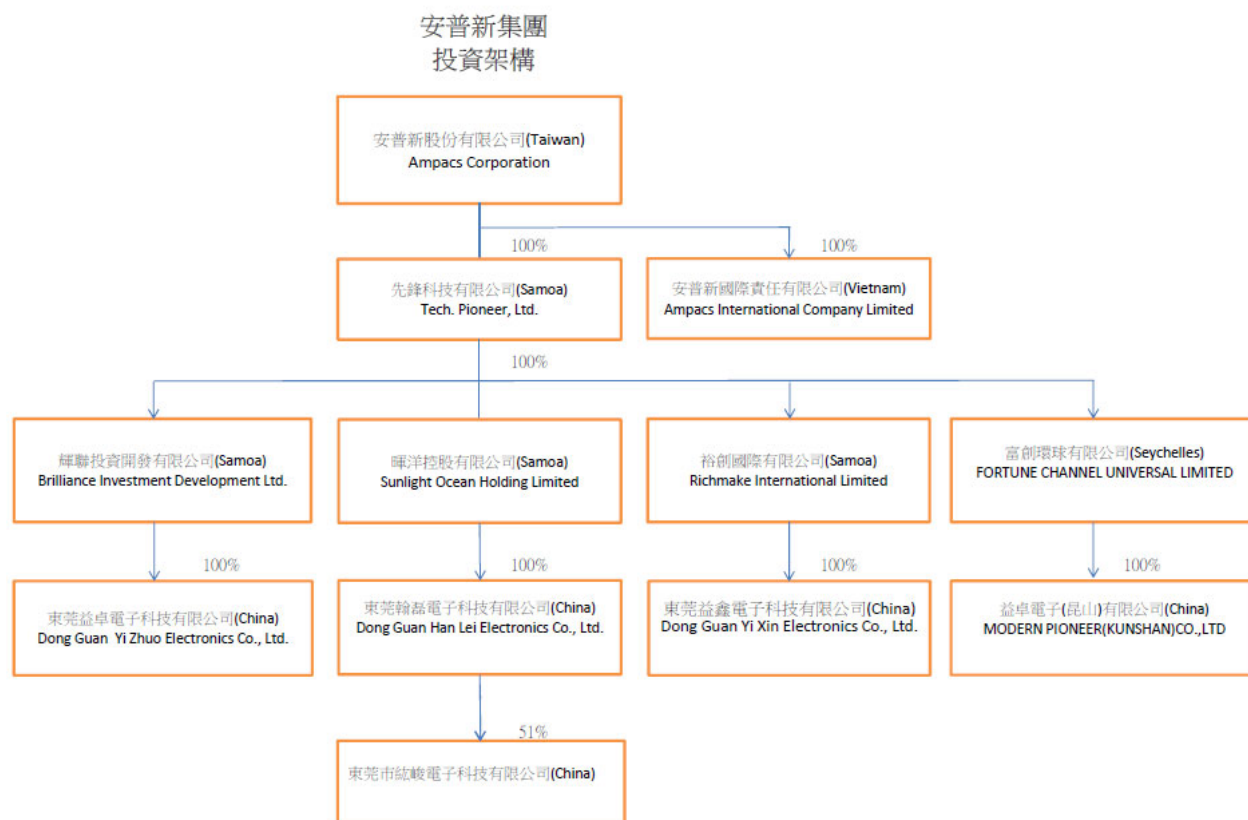 安普新集團
投資架構
安普新股份有限公司(Taiwan)
Ampacs Corporation
100%
100%
先鋒科技有限公司(Samoa)
Tech. Pioneer, Ltd.
安普新國際責任有限公司(Vietnam)
Ampacs International Company Limited
100%
輝聯投資開發有限公司(Samoa)
Brilliance Investment Development Ltd.
暉洋控股有限公司(Samoa)
Sunlight Ocean Holding Limited
裕創國際有限公司(Samoa)
Richmake International Limited
富創環球有限公司(Seychelles)
FORTUNE CHANNEL UNIVERSAL LIMITED
100%
100%
100%
100%
東莞益卓電子科技有限公司(China)
Dong Guan Yi Zhuo Electronics Co., Ltd.
東莞翰磊電子科技有限公司(China)
Dong Guan Han Lei Electronics Co., Ltd.
東莞益鑫電子科技有限公司(China)
Dong Guan Yi Xin Electronics Co., Ltd.
益卓電子(昆山)有限公司(China)
MODERN PIONEER(KUNSHAN)CO.,LTD
51%
東莞市紘峻電子科技有限公司(China)